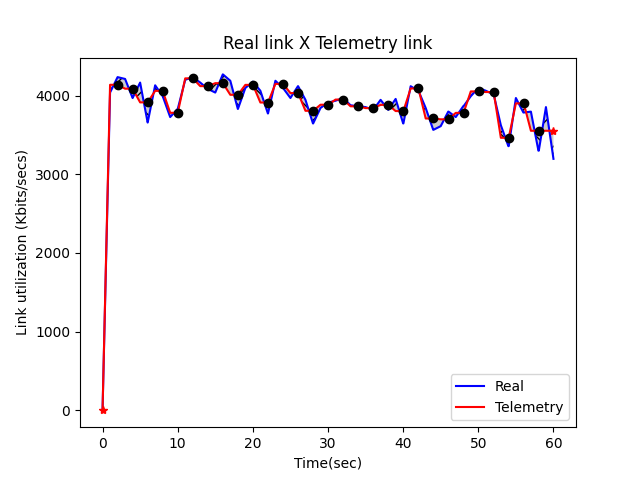 Real link X Telemetry link
Link utilization (Kbits/secs)
4000
3000
2000
1000
0
0 10 20 30 40 50 60
Time(sec)
Real
Telemetry